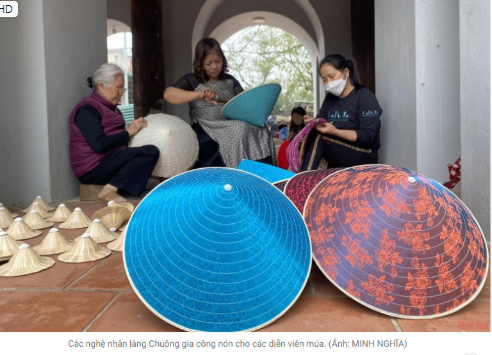 HD
Các nghệ nhân làng Chuông gia công nón cho các diễn viên múa. (Ảnh: MINH NGHĨA)